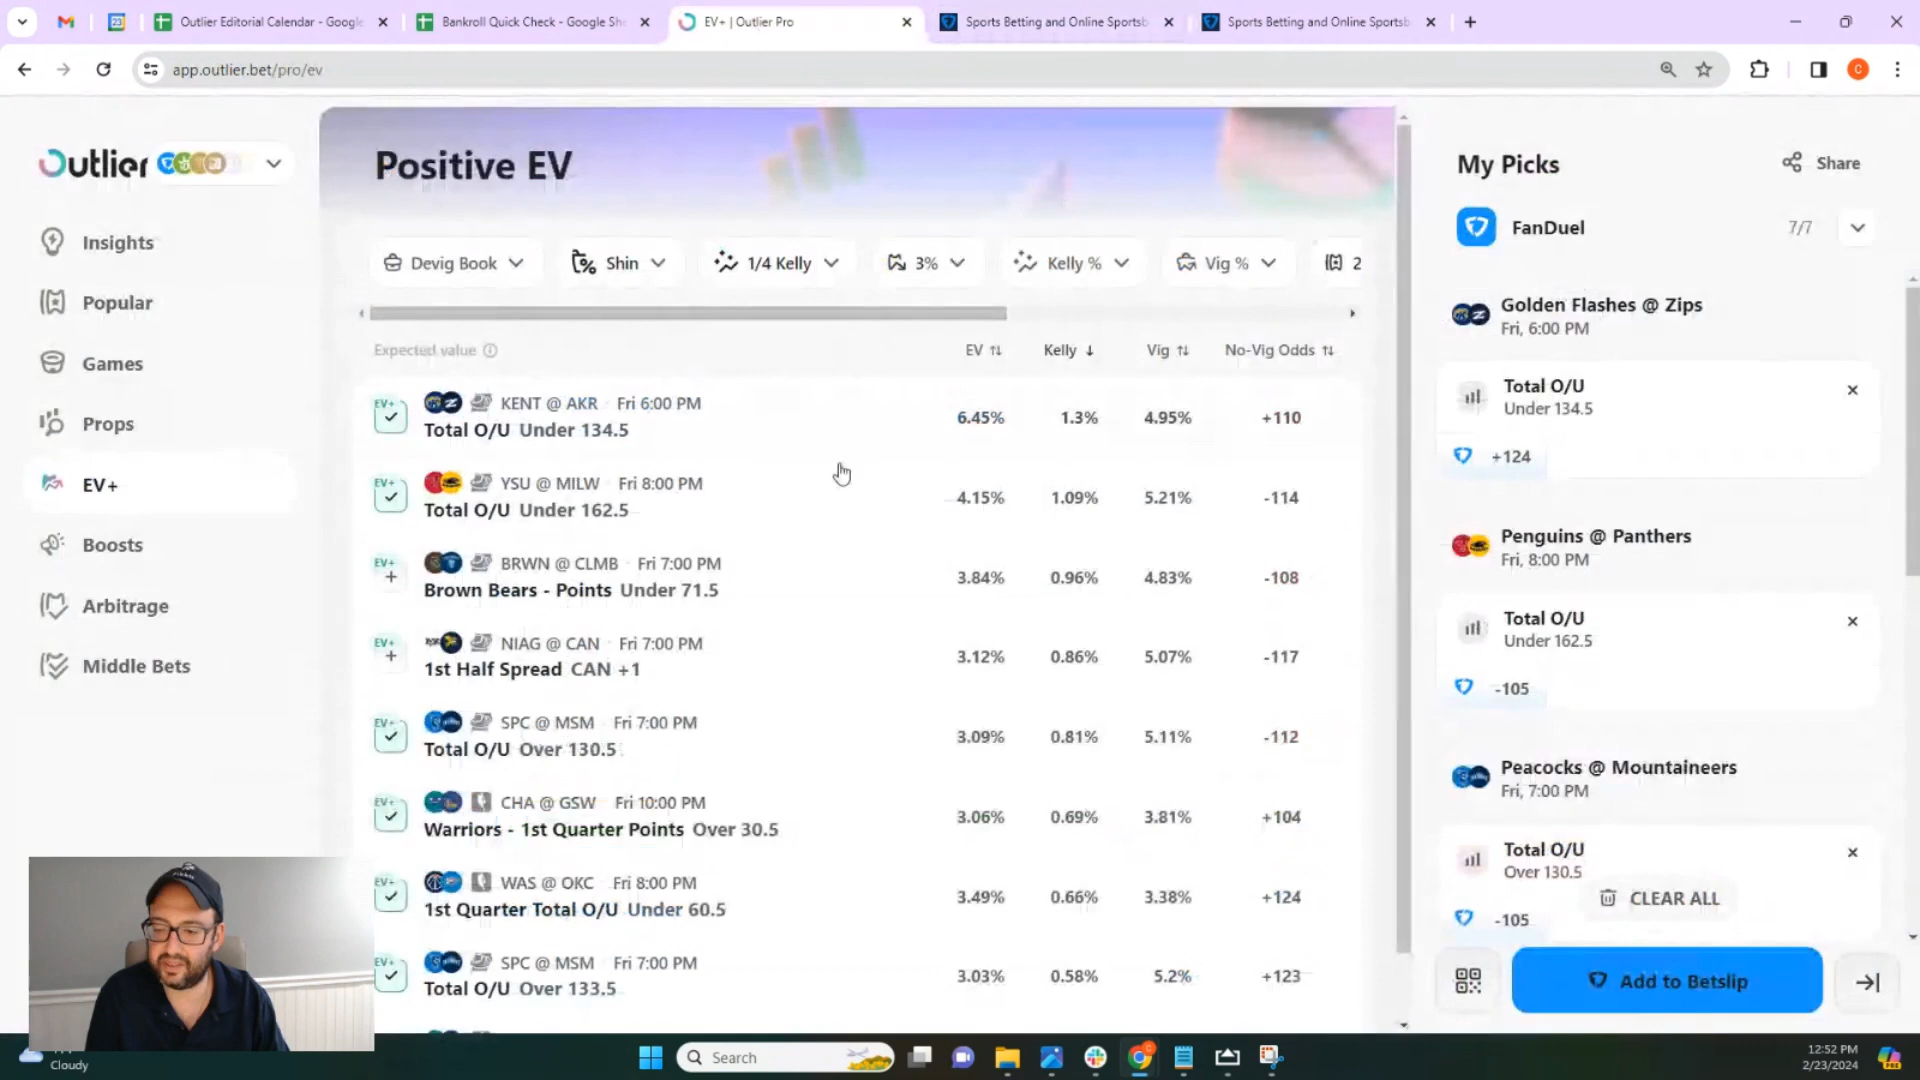 Outlier Editorial Calendar - Google
Bankroll Quick Check - Google She
EV+ | Outlier Pro
Sports Betting and Online Sportsb
Sports Betting and Online Sportsb
app.outlier.bet/pro/ev
Outlier
Insights
Popular
Games
Props
EV+
Boosts
Arbitrage
Middle Bets
Positive EV
Devig Book
Shin
1/4 Kelly
3%
Kelly %
Vig %
2
Expected value
EV
Kelly
Vig
No-Vig Odds
EV+ KENT @ AKR · Fri 6:00 PM
Total O/U Under 134.5
6.45% 1.3% 4.95% +110
EV+ YSU @ MILW · Fri 8:00 PM
Total O/U Under 162.5
4.15% 1.09% 5.21% -114
EV+ BRWN @ CLMB · Fri 7:00 PM
Brown Bears - Points Under 71.5
3.84% 0.96% 4.83% -108
EV+ NIAG @ CAN · Fri 7:00 PM
1st Half Spread CAN +1
3.12% 0.86% 5.07% -117
EV+ SPC @ MSM · Fri 7:00 PM
Total O/U Over 130.5
3.09% 0.81% 5.11% -112
EV+ CHA @ GSW · Fri 10:00 PM
Warriors - 1st Quarter Points Over 30.5
3.06% 0.69% 3.81% +104
EV+ WAS @ OKC · Fri 8:00 PM
1st Quarter Total O/U Under 60.5
3.49% 0.66% 3.38% +124
EV+ SPC @ MSM · Fri 7:00 PM
Total O/U Over 133.5
3.03% 0.58% 5.2% +123
My Picks
Share
FanDuel
7/7
Golden Flashes @ Zips
Fri, 6:00 PM
Total O/U
Under 134.5
+124
Penguins @ Panthers
Fri, 8:00 PM
Total O/U
Under 162.5
-105
Peacocks @ Mountaineers
Fri, 7:00 PM
Total O/U
Over 130.5
CLEAR ALL
-105
Add to Betslip
Cloudy
Search
12:52 PM
2/23/2024